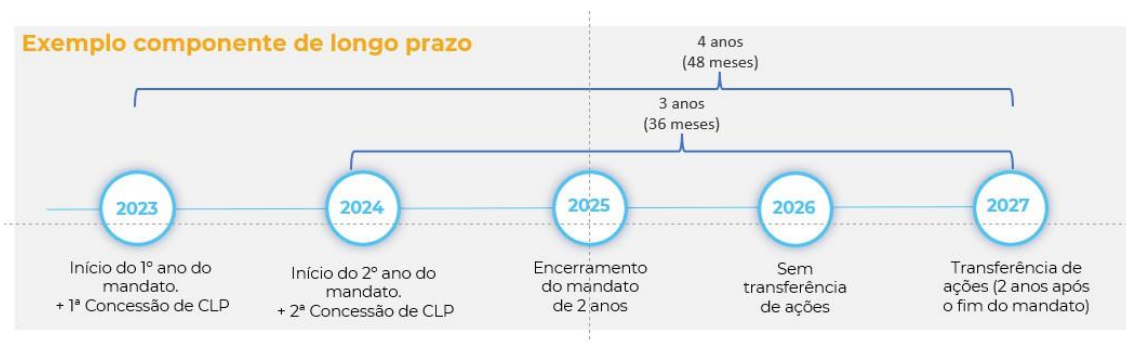 Exemplo componente de longo prazo
4 anos
(48 meses)
3 anos
(36 meses)
2023
2024
2025
2026
2027
Início do 1º ano do
mandato.
+ 1ª Concessão de CLP
Início do 2º ano do
mandato.
+ 2ª Concessão de CLP
Encerramento
do mandato
de 2 anos
Sem
transferência
de ações
Transferência de
ações (2 anos após
o fim do mandato)